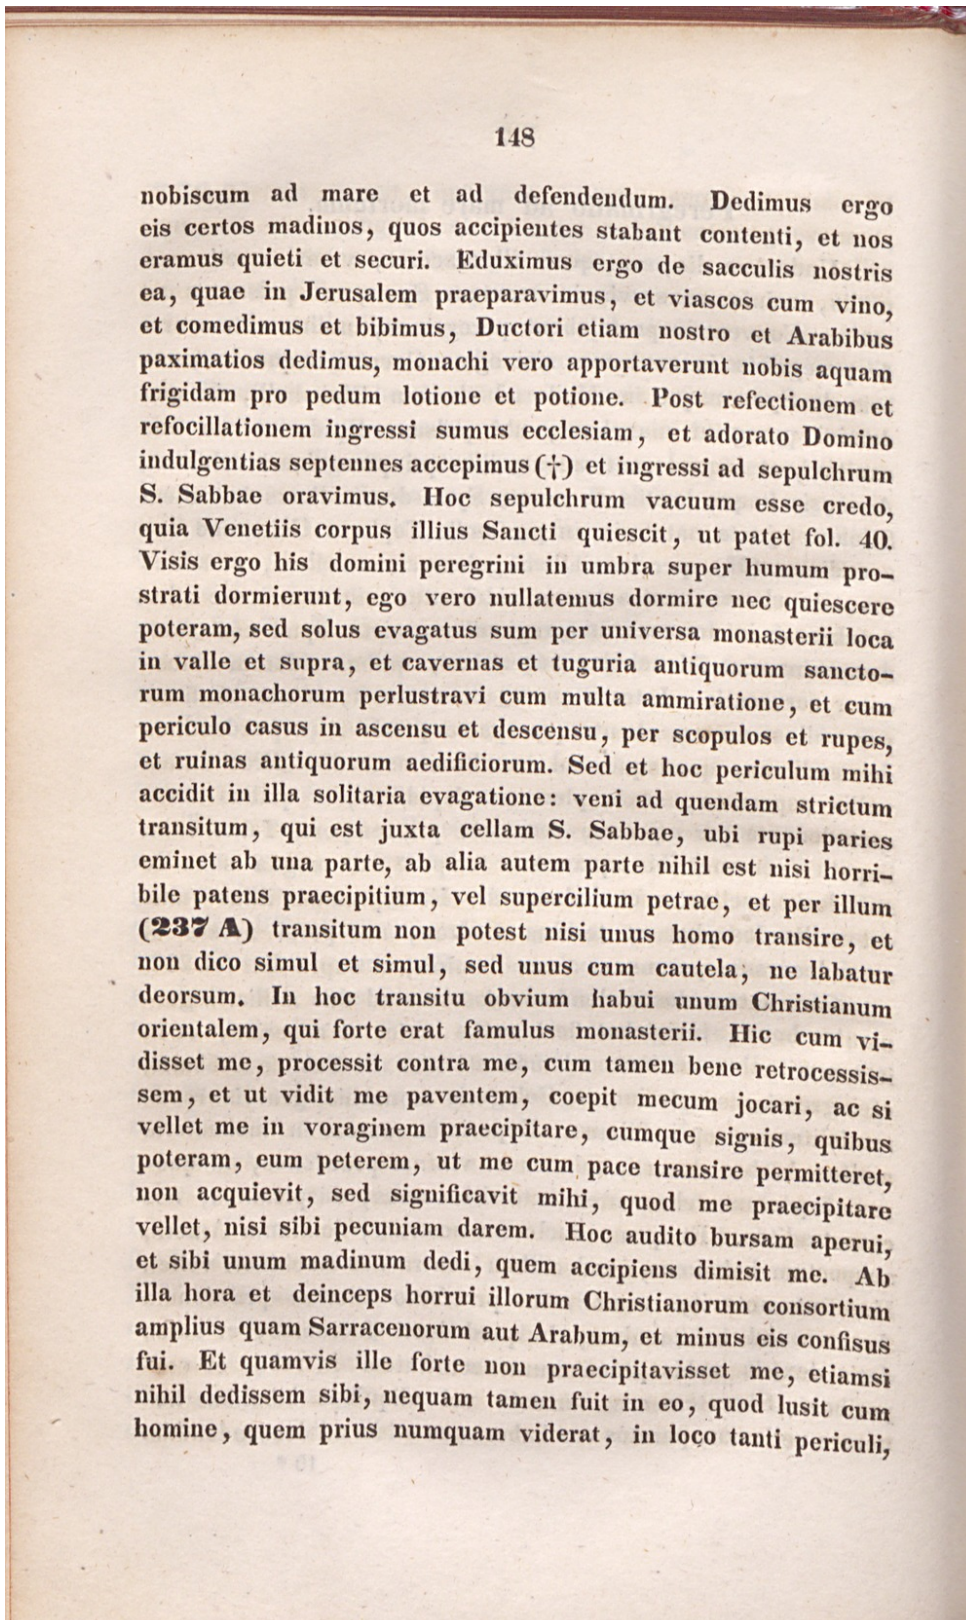 148
nobiscum ad mare et ad defendendum. Dedimus ergo
eis certos madinos, quos accipientes stabant contenti, et nos
eramus quieti et securi. Eduximus ergo de sacculis nostris
ea, quae in Jerusalem praeparavimus, et viascos cum vino,
et comedimus et bibimus, Ductori etiam nostro et Arabibus
paximatios dedimus, monachi vero apportaverunt nobis aquam
frigidam pro pedum lotione et potione. Post refectionem et
refocillationem ingressi sumus ecclesiam, et adorato Domino
indulgentias septennes accepimus (†) et ingressi ad sepulchrum
S. Sabbae oravimus. Hoc sepulchrum vacuum esse credo,
quia Venetiis corpus illius Sancti quiescit, ut patet fol. 40.
Visis ergo his domini peregrini in umbra super humum pro-
strati dormierunt, ego vero nullatemus dormire nec quiescere
poteram, sed solus evagatus sum per universa monasterii loca
in valle et supra, et cavernas et tuguria antiquorum sancto-
rum monachorum perlustravi cum multa ammiratione, et cum
periculo casus in ascensu et descensu, per scopulos et rupes,
et ruinas antiquorum aedificiorum. Sed et hoc periculum mihi
accidit in illa solitaria evagatione: veni ad quendam strictum
transitum, qui est juxta cellam S. Sabbae, ubi rupi paries
eminet ab una parte, ab alia autem parte nihil est nisi horri-
bile patens praecipitium, vel supercilium petrae, et per illum
(237 A) transitum non potest nisi unus homo transire, et
non dico simul et simul, sed unus cum cautela, ne labatur
deorsum. In hoc transitu obvium habui unum Christianum
orientalem, qui forte erat famulus monasterii. Hic cum vi-
disset me, processit contra me, cum tamen bene retrocessis-
sem, et ut vidit me paventem, coepit mecum jocari, ac si
vellet me in voraginem praecipitare, cumque signis, quibus
poteram, eum peterem, ut me cum pace transire permitteret,
non acquievit, sed significavit mihi, quod me praecipitare
vellet, nisi sibi pecuniam darem. Hoc audito bursam aperui,
et sibi unum madinum dedi, quem accipiens dimisit me. Ab
illa hora et deinceps horrui illorum Christianorum consortium
amplius quam Sarracenorum aut Arabum, et minus eis confisus
fui. Et quamvis ille forte non praecipitavisset me, etiamsi
nihil dedissem sibi, nequam tamen fuit in eo, quod lusit cum
homine, quem prius numquam viderat, in loco tanti periculi,